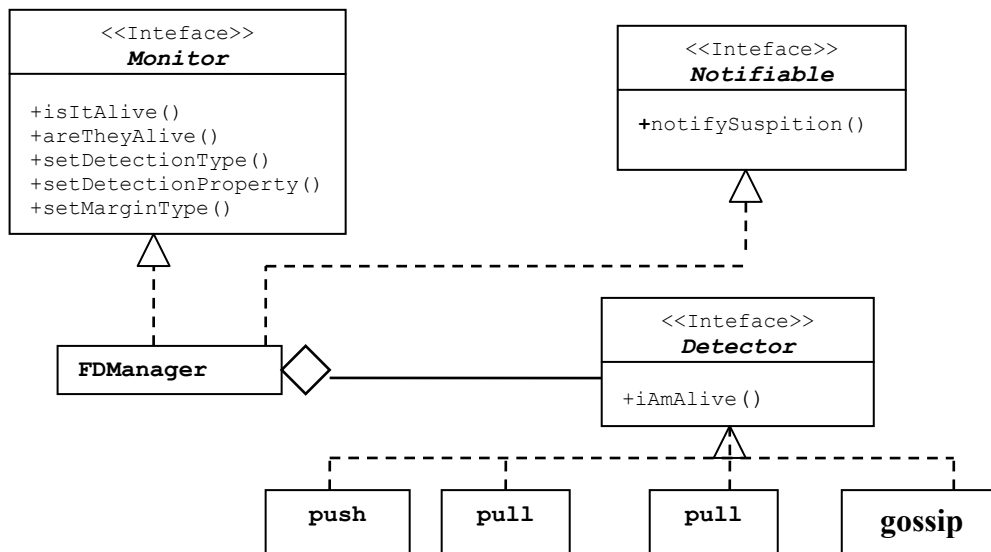 <<Inteface>>
Monitor
+isItAlive()
+areTheyAlive()
+setDetectionType()
+setDetectionProperty()
+setMarginType()
<<Inteface>>
Notifiable
+notifySuspition()
FDManager
<<Inteface>>
Detector
+iAmAlive()
push
pull
pull
gossip